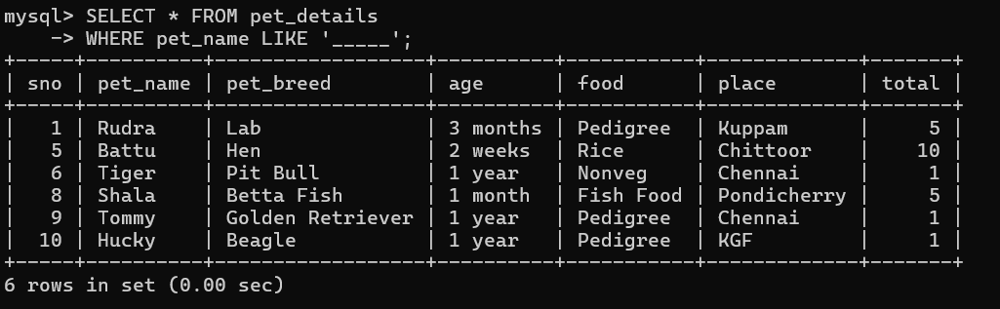 mysql> SELECT * FROM pet_details
    -> WHERE pet_name LIKE '_____';
+-----+----------+------------------+----------+-----------+-------------+-------+
| sno | pet_name | pet_breed        | age      | food      | place       | total |
+-----+----------+------------------+----------+-----------+-------------+-------+
|   1 | Rudra    | Lab              | 3 months | Pedigree  | Kuppam      |     5 |
|   5 | Battu    | Hen              | 2 weeks  | Rice      | Chittoor    |    10 |
|   6 | Tiger    | Pit Bull         | 1 year   | Nonveg    | Chennai     |     1 |
|   8 | Shala    | Betta Fish       | 1 month  | Fish Food | Pondicherry |     5 |
|   9 | Tommy    | Golden Retriever | 1 year   | Pedigree  | Chennai     |     1 |
|  10 | Hucky    | Beagle           | 1 year   | Pedigree  | KGF         |     1 |
+-----+----------+------------------+----------+-----------+-------------+-------+
6 rows in set (0.00 sec)